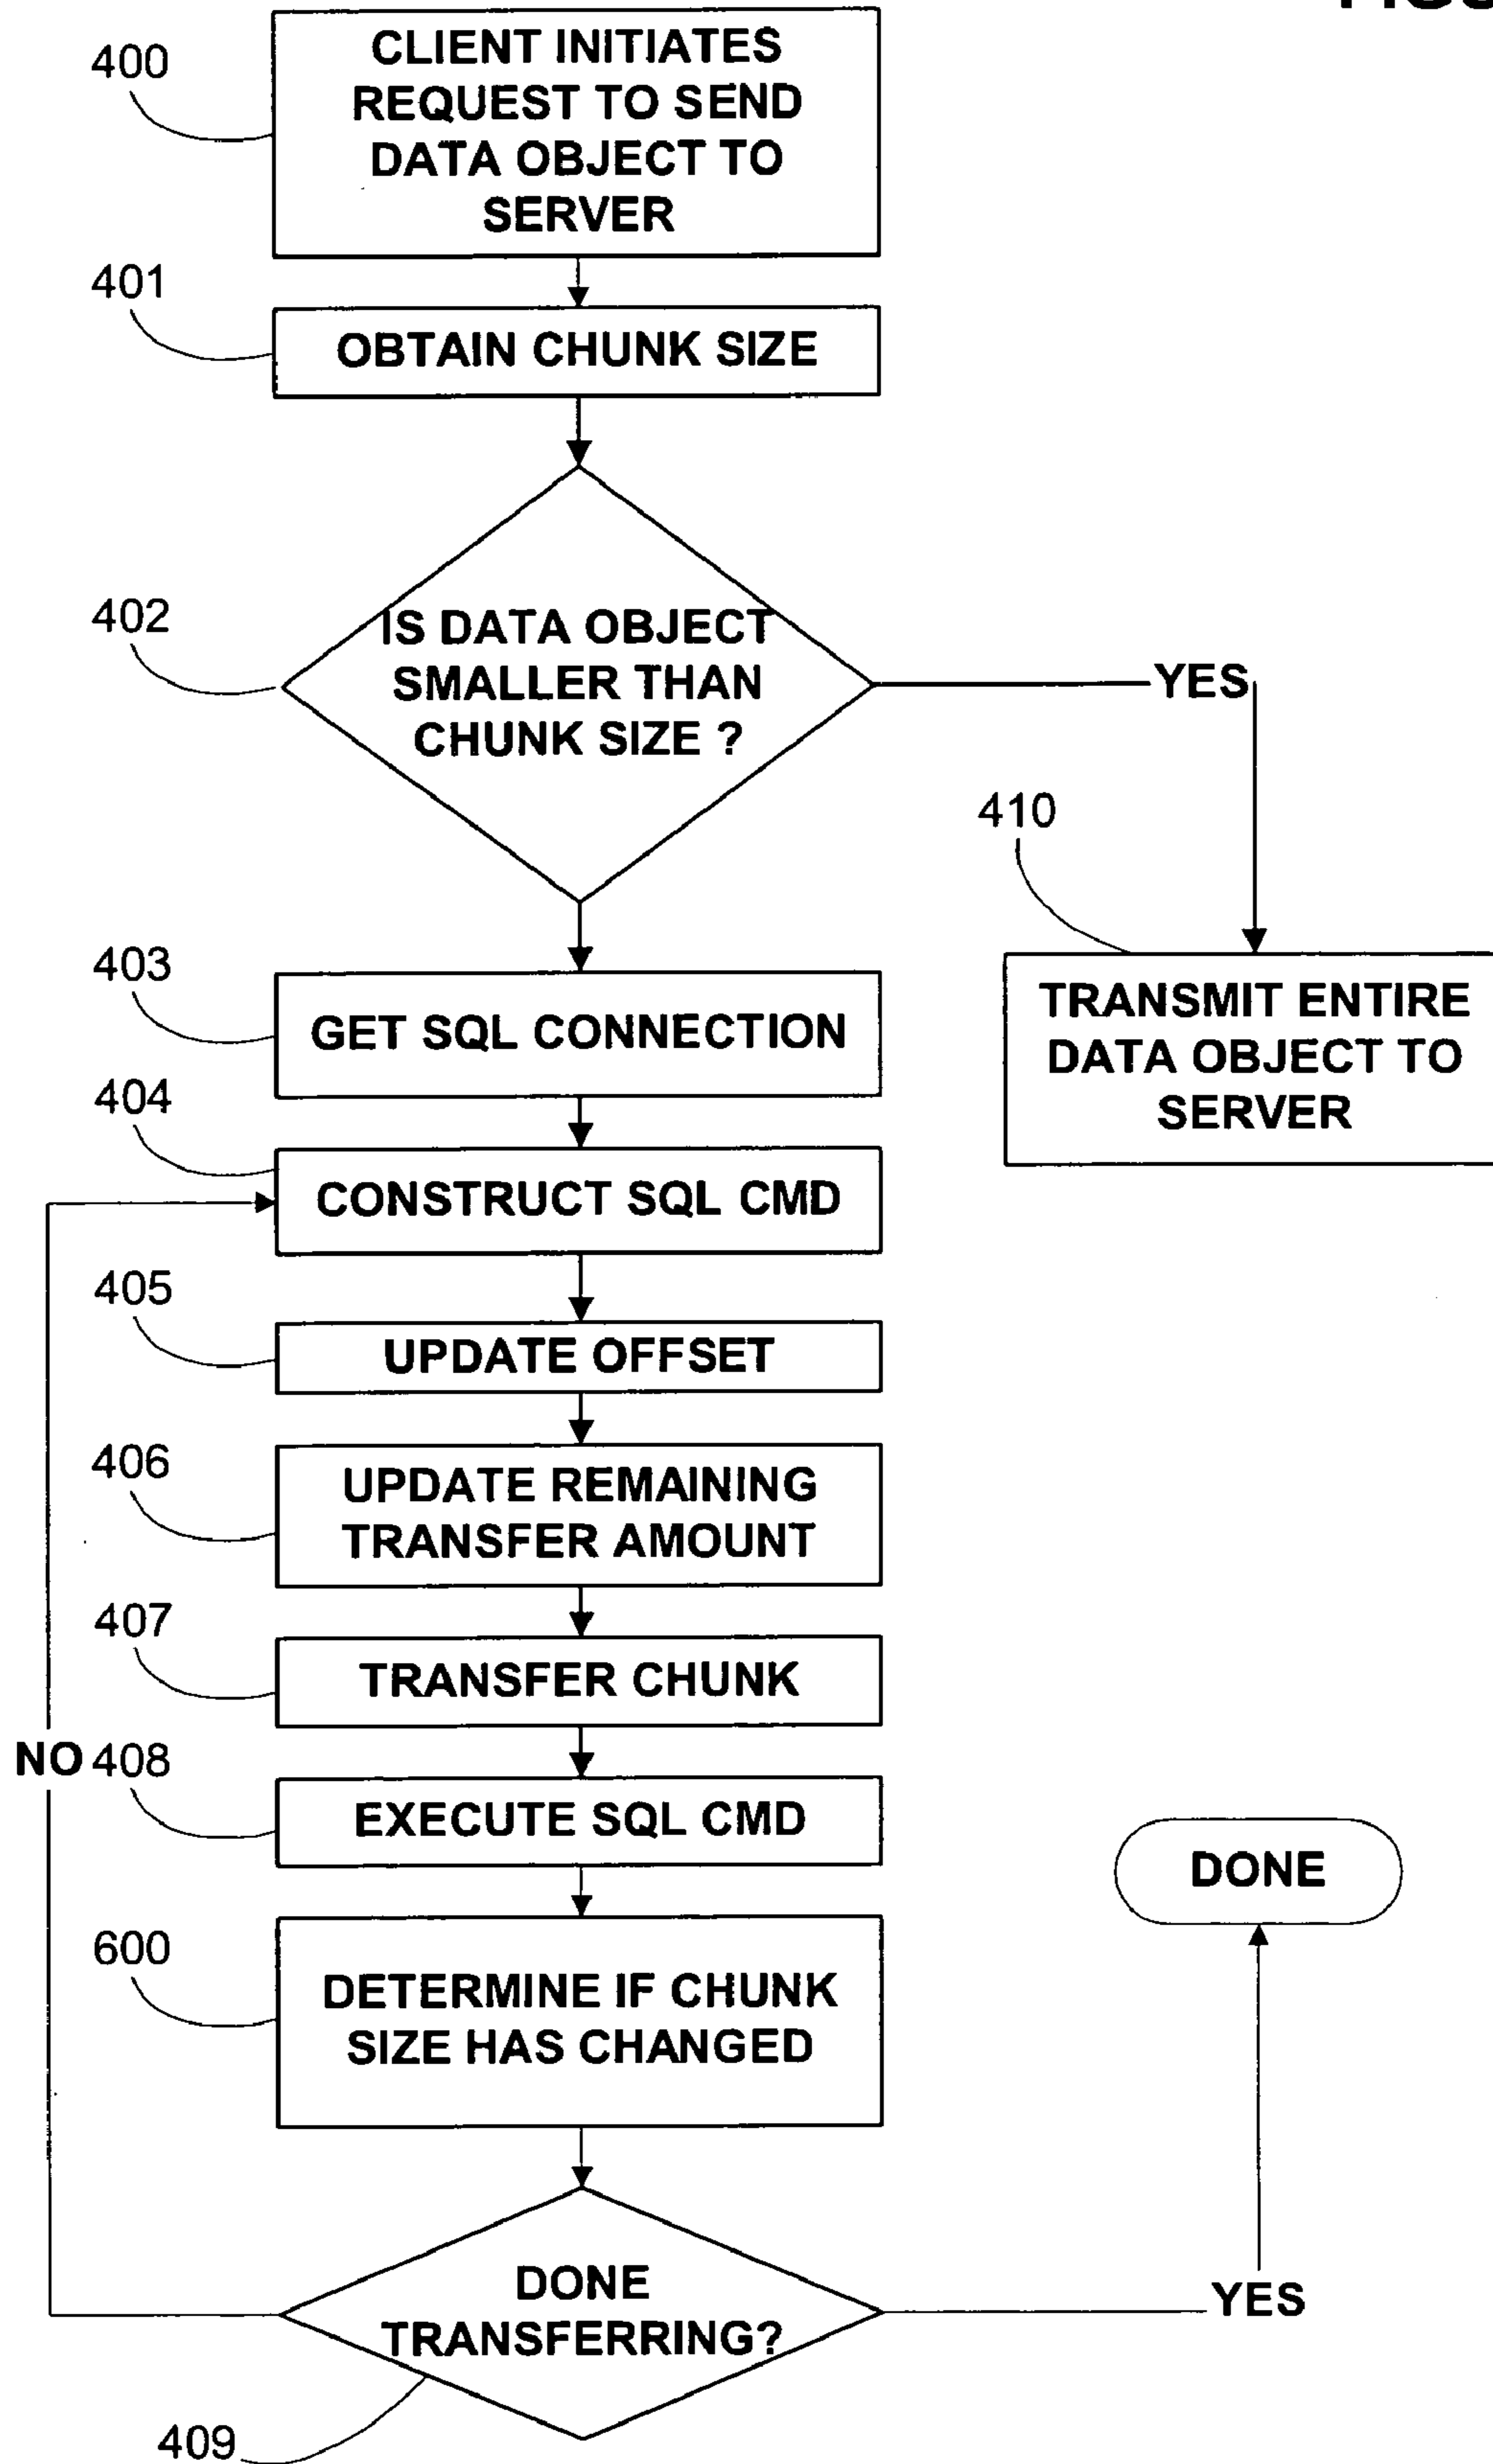 400
CLIENT INITIATES
REQUEST TO SEND
DATA OBJECT TO
SERVER
401
OBTAIN CHUNK SIZE
402
IS DATA OBJECT
SMALLER THAN
CHUNK SIZE ?
YES
410
TRANSMIT ENTIRE
DATA OBJECT TO
SERVER
403
GET SQL CONNECTION
404
CONSTRUCT SQL CMD
405
UPDATE OFFSET
406
UPDATE REMAINING
TRANSFER AMOUNT
407
TRANSFER CHUNK
NO
408
EXECUTE SQL CMD
DONE
600
DETERMINE IF CHUNK
SIZE HAS CHANGED
DONE
TRANSFERRING?
YES
409